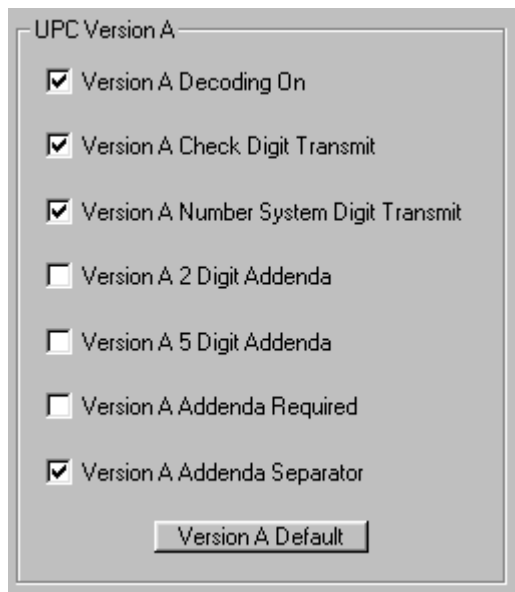 UPC Version A
Version A Decoding On
Version A Check Digit Transmit
Version A Number System Digit Transmit
Version A 2 Digit Addenda
Version A 5 Digit Addenda
Version A Addenda Required
Version A Addenda Separator
Version A Default